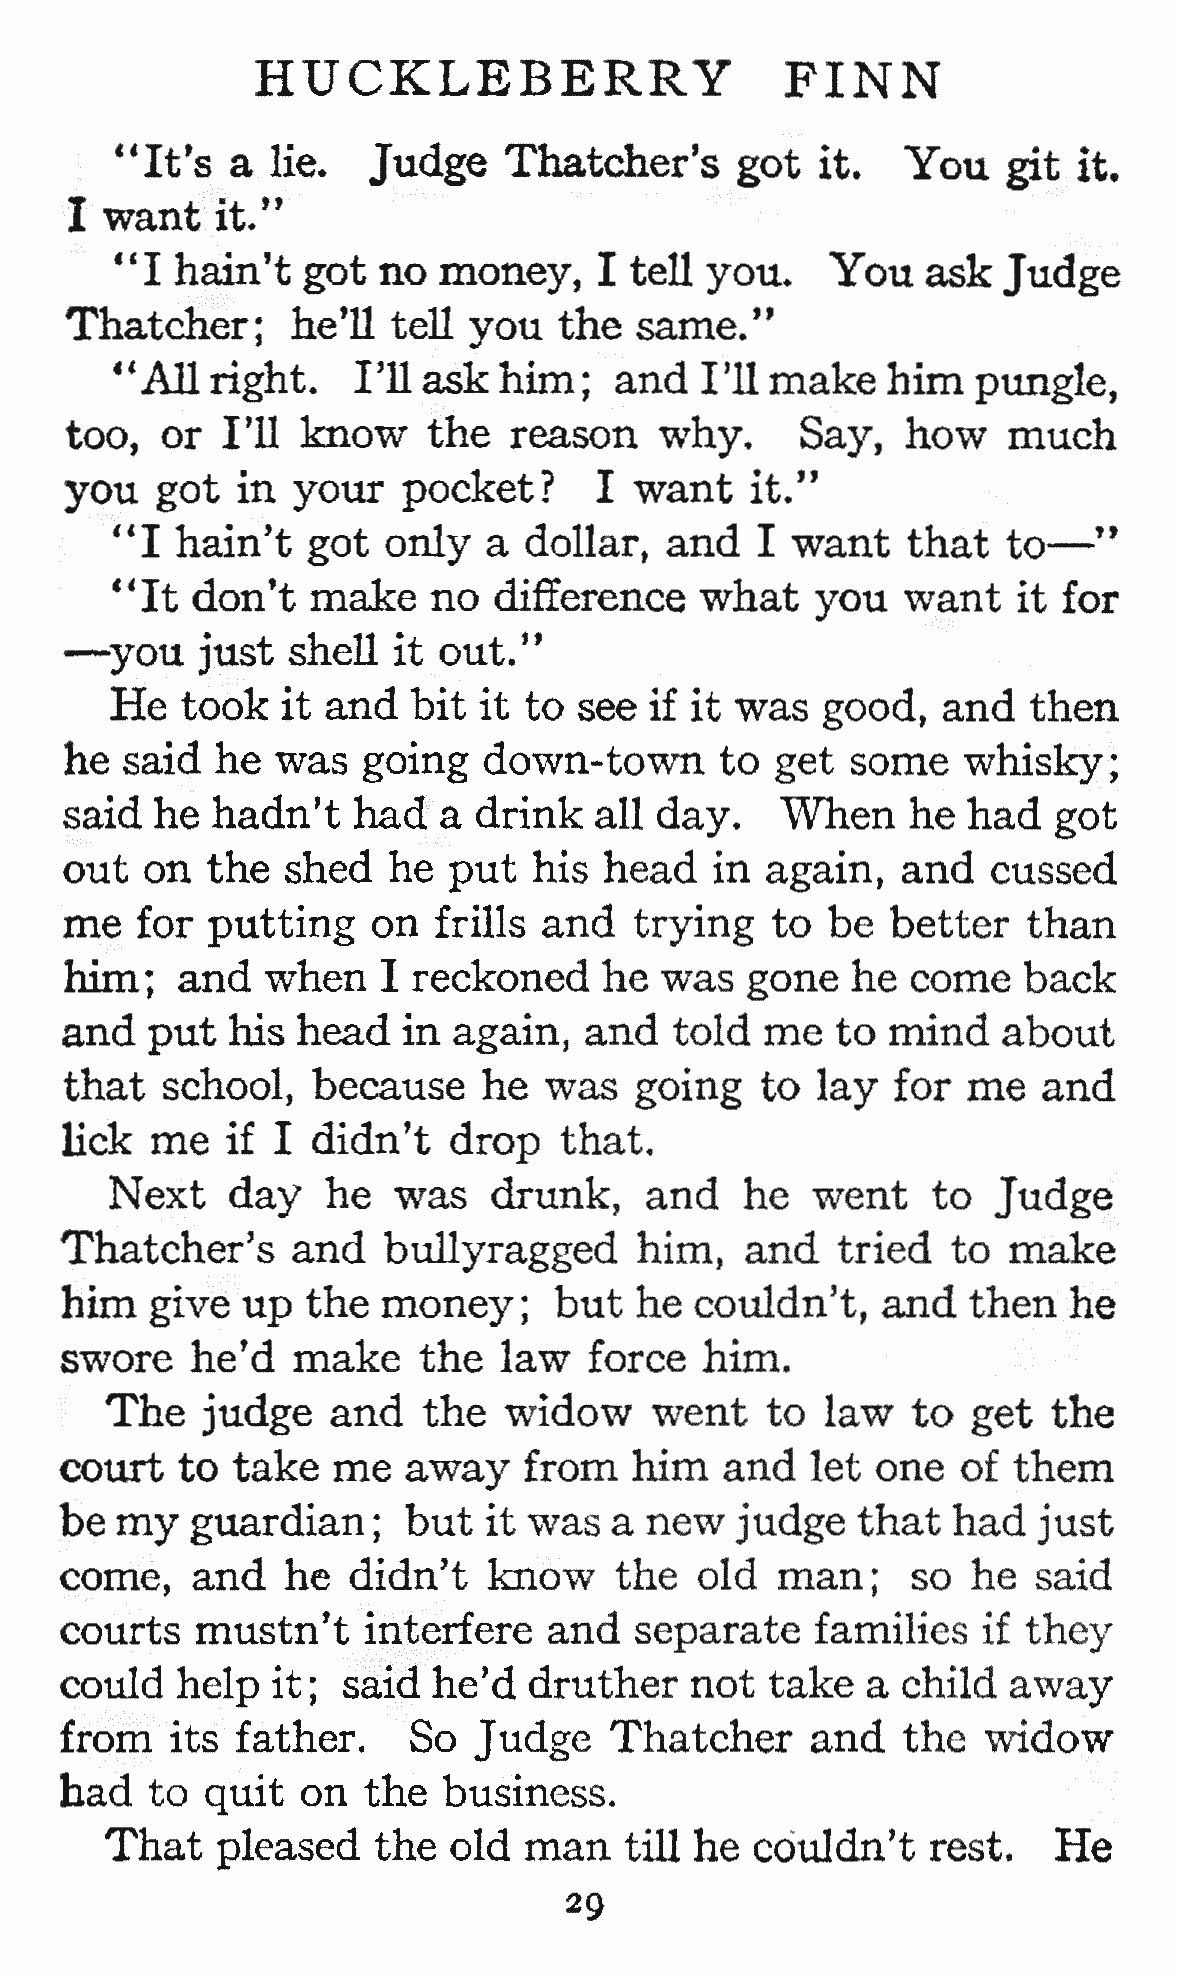 HUCKLEBERRY FINN
"It's a lie. Judge Thatcher's got it. You git it.
I want it."
"I hain't got no money, I tell you. You ask Judge
Thatcher; he'll tell you the same."
"All right. I'll ask him; and I'll make him pungle,
too, or I'll know the reason why. Say, how much
you got in your pocket? I want it."
"I hain't got only a dollar, and I want that to—"
"It don't make no difference what you want it for
—you just shell it out."
He took it and bit it to see if it was good, and then
he said he was going down-town to get some whisky;
said he hadn't had a drink all day. When he had got
out on the shed he put his head in again, and cussed
me for putting on frills and trying to be better than
him; and when I reckoned he was gone he come back
and put his head in again, and told me to mind about
that school, because he was going to lay for me and
lick me if I didn't drop that.
Next day he was drunk, and he went to Judge
Thatcher's and bullyragged him, and tried to make
him give up the money; but he couldn't, and then he
swore he'd make the law force him.
The judge and the widow went to law to get the
court to take me away from him and let one of them
be my guardian; but it was a new judge that had just
come, and he didn't know the old man; so he said
courts mustn't interfere and separate families if they
could help it; said he'd druther not take a child away
from its father. So Judge Thatcher and the widow
had to quit on the business.
That pleased the old man till he couldn't rest. He
29